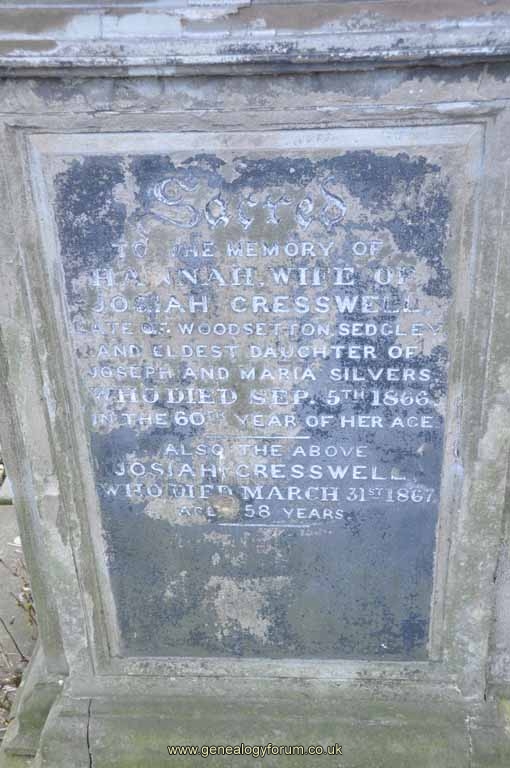 Sacred
TO THE MEMORY OF
HANNAH, WIFE OF
JOSIAH CRESSWELL,
LATE OF WOODSETTON, SEDGLEY
AND ELDEST DAUGHTER OF
JOSEPH AND MARIA SILVERS
WHO DIED SEP. 5TH 1866
IN THE 60TH YEAR OF HER AGE
ALSO THE ABOVE
JOSIAH CRESSWELL
WHO DIED MARCH 31ST 1867
AGED 58 YEARS
www.genealogyforum.co.uk